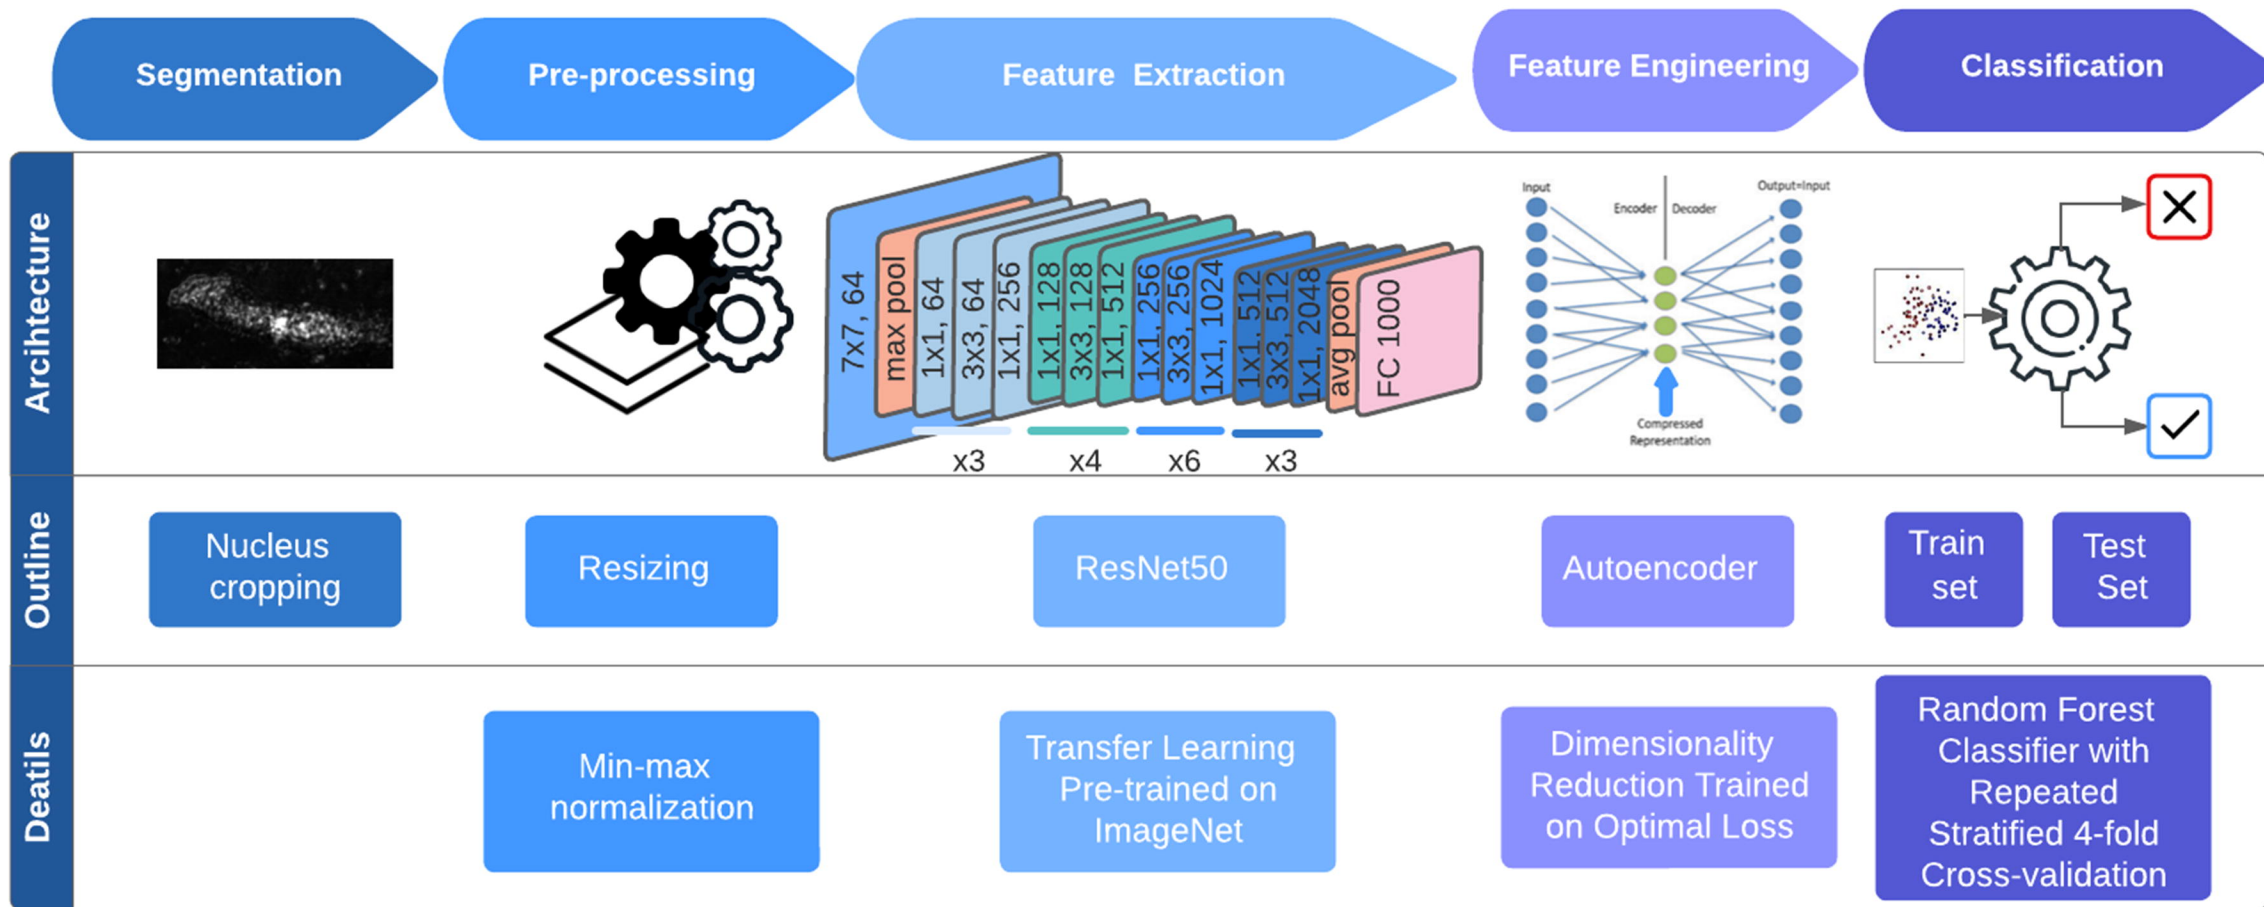 Segmentation
Pre-processing
Feature Extraction
Feature Engineering
Classification
Arcihtecture
7x7, 64
max pool
1x1, 64
3x3, 64
1x1, 256
1x1, 128
3x3, 128
1x1, 512
1x1, 256
3x3, 256
1x1, 1024
1x1, 512
3x3, 512
1x1, 2048
avg pool
FC 1000
x3
x4
x6
x3
Input
Encoder
Decoder
Output=Input
Compressed
Representation
Outline
Nucleus
cropping
Resizing
ResNet50
Autoencoder
Train
set
Test
Set
Deatils
Min-max
normalization
Transfer Learning
Pre-trained on
ImageNet
Dimensionality
Reduction Trained
on Optimal Loss
Random Forest
Classifier with
Repeated
Stratified 4-fold
Cross-validation